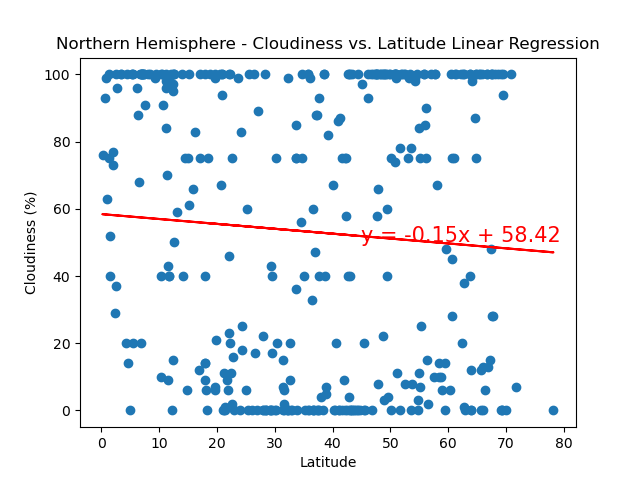 Northern Hemisphere - Cloudiness vs. Latitude Linear Regression
100
80
60
40
20
0
Cloudiness (%)
y = -0.15x + 58.42
0 10 20 30 40 50 60 70 80
Latitude